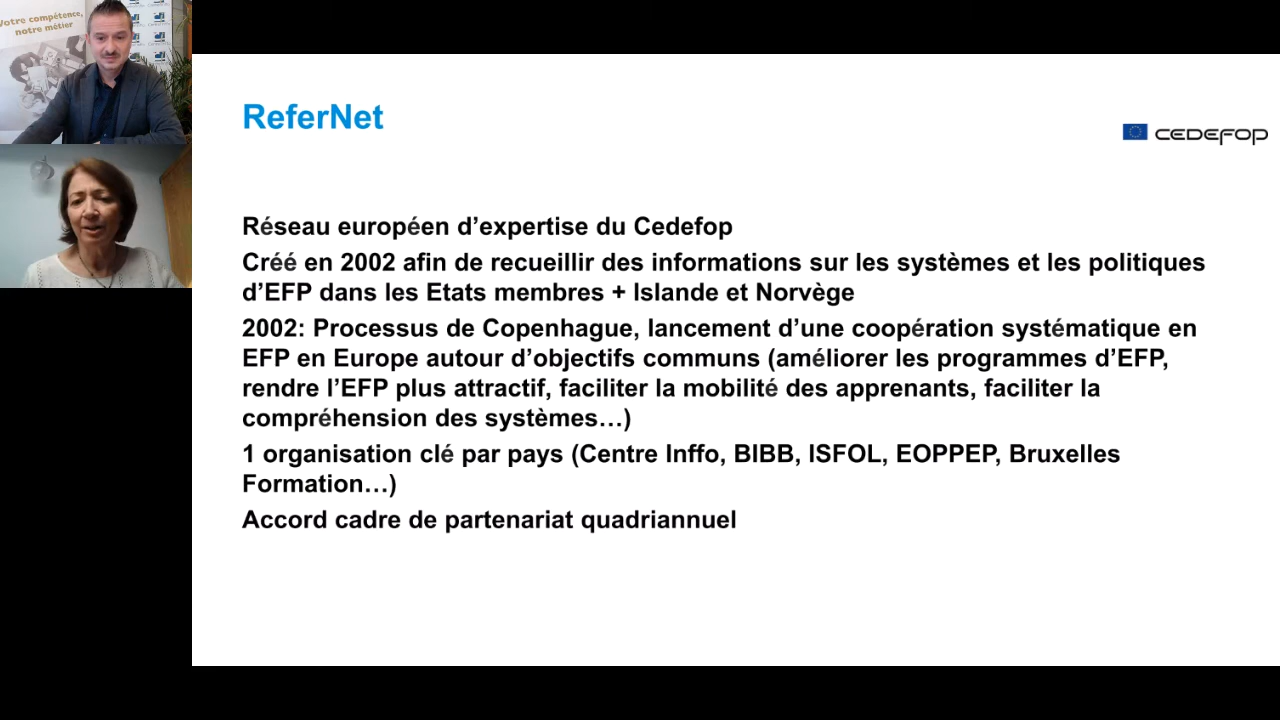 Votre compétence,
notre métier
ReferNet
CEDEFOP
Réseau européen d’expertise du Cedefop
Créé en 2002 afin de recueillir des informations sur les systèmes et les politiques
d’EFP dans les Etats membres + Islande et Norvège
2002: Processus de Copenhague, lancement d’une coopération systématique en
EFP en Europe autour d’objectifs communs (améliorer les programmes d’EFP,
rendre l’EFP plus attractif, faciliter la mobilité des apprenants, faciliter la
compréhension des systèmes…)
1 organisation clé par pays (Centre Inffo, BIBB, ISFOL, EOPPEP, Bruxelles
Formation…)
Accord cadre de partenariat quadriannuel